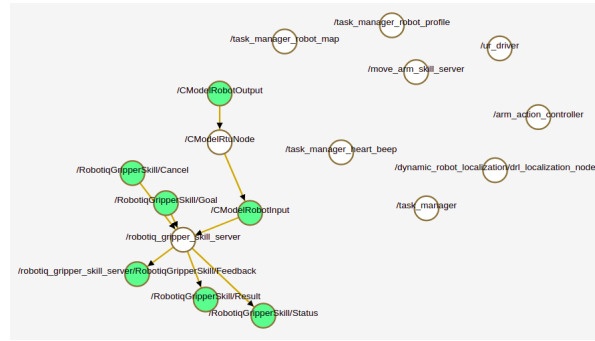 /task_manager_robot_profile
/task_manager_robot_map
/ur_driver
/move_arm_skill_server
/CModelRobotOutput
/arm_action_controller
/CModelRtuNode
/task_manager_heart_beep
/RobotiqGripperSkill/Cancel
/dynamic_robot_localization/drl_localization_node
/RobotiqGripperSkill/Goal
/CModelRobotInput
/task_manager
/robotiq_gripper_skill_server
/robotiq_gripper_skill_server/RobotiqGripperSkill/Feedback
/RobotiqGripperSkill/Result
/RobotiqGripperSkill/Status